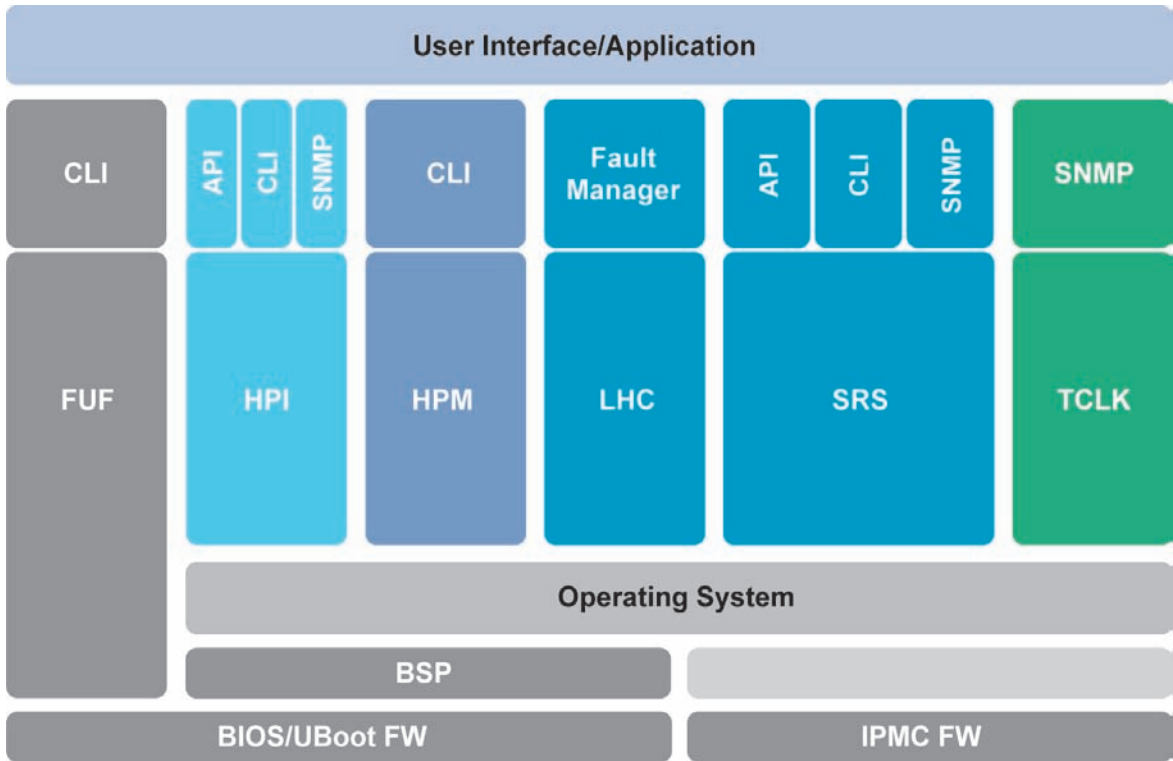 User Interface/Application
CLI
API
CLI
SNMP
CLI
Fault
Manager
API
CLI
SNMP
SNMP
FUF
HPI
HPM
LHC
SRS
TCLK
Operating System
BSP
BIOS/UBoot FW
IPMC FW